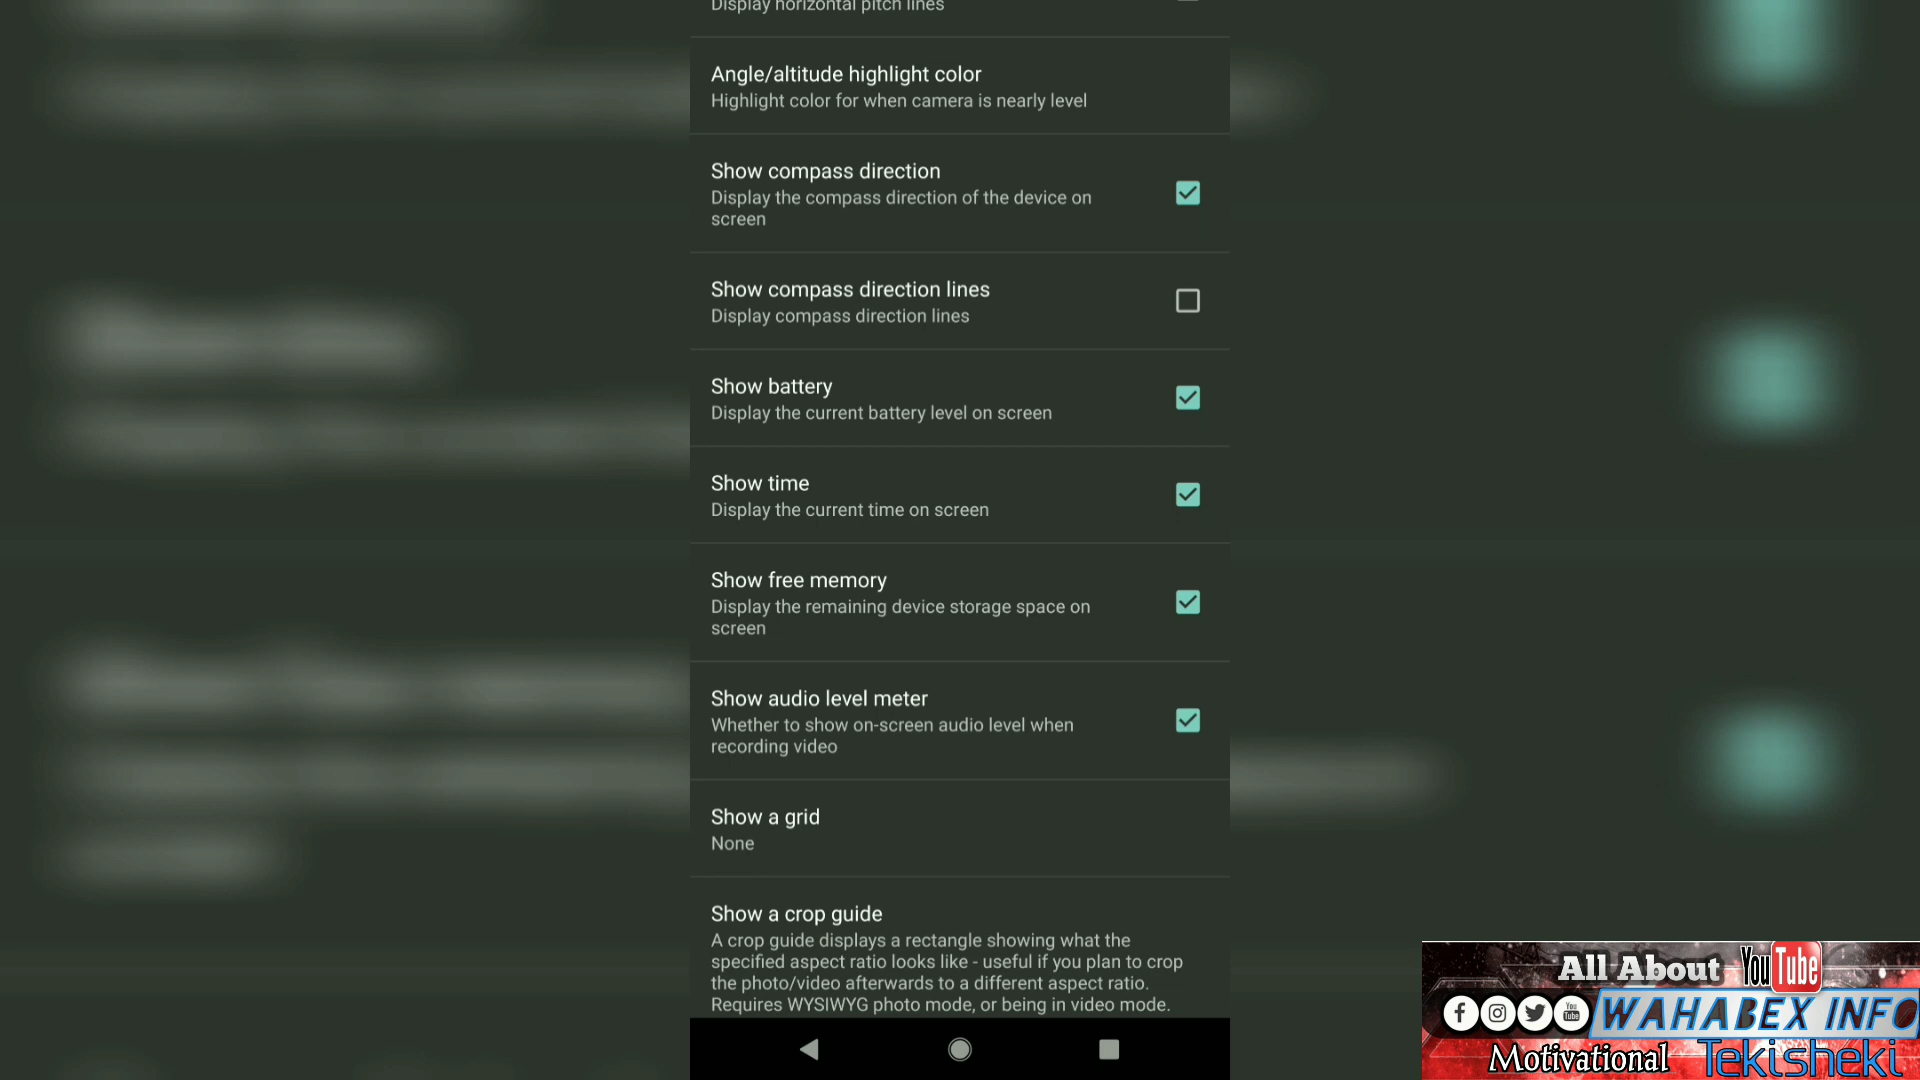 Display horizontal pitch lines
Angle/altitude highlight color
Highlight color for when camera is nearly level
Show compass direction
Display the compass direction of the device on
screen
Show compass direction lines
Display compass direction lines
Show battery
Display the current battery level on screen
Show time
Display the current time on screen
Show free memory
Display the remaining device storage space on
screen
Show audio level meter
Whether to show on-screen audio level when
recording video
Show a grid
None
Show a crop guide
A crop guide displays a rectangle showing what the
specified aspect ratio looks like - useful if you plan to crop
the photo/video afterwards to a different aspect ratio.
Requires WYSIWYG photo mode, or being in video mode.
All About YouTube
You Tube
WAHABEX INFO
Motivational Tekisheki